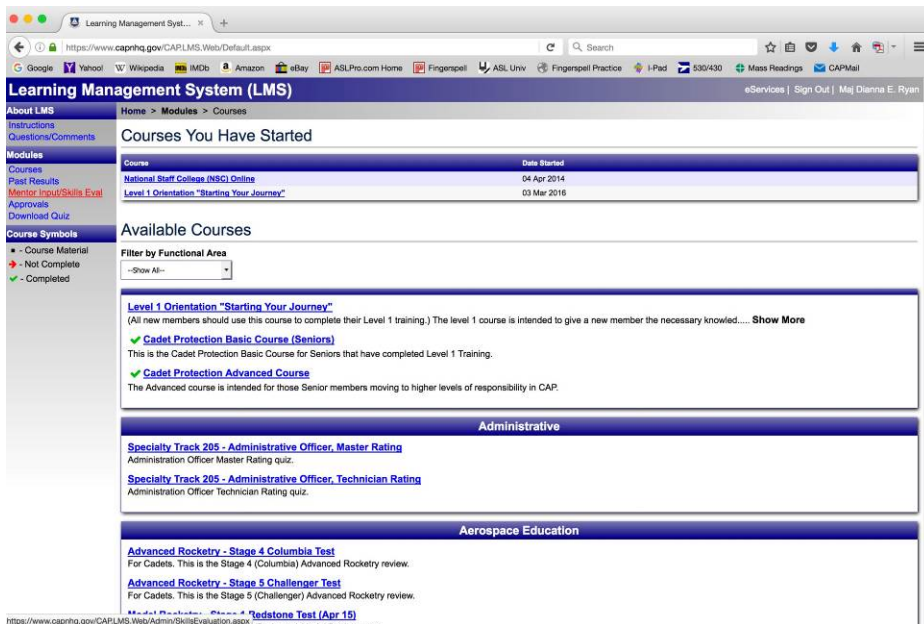 Learning Management Syst... × +
https://www.capnhq.gov/CAP.LMS.Web/Default.aspx
Search
Google Yahoo! Wikipedia IMDb Amazon eBay ASLPro.com Home Fingerspell ASL Univ Fingerspell Practice I-Pad 530/430 Mass Readings CAPMail
Learning Management System (LMS)
eServices | Sign Out | Maj Dianna E. Ryan
About LMS
Instructions
Questions/Comments
Modules
Courses
Past Results
Mentor Input/Skills Eval
Approvals
Download Quiz
Course Symbols
- Course Material
- Not Complete
- Completed
Home > Modules > Courses
Courses You Have Started
Course Date Started
National Staff College (NSC) Online 04 Apr 2014
Level 1 Orientation "Starting Your Journey" 03 Mar 2016
Available Courses
Filter by Functional Area
--Show All--
Level 1 Orientation "Starting Your Journey"
(All new members should use this course to complete their Level 1 training.) The level 1 course is intended to give a new member the necessary knowled..... Show More
Cadet Protection Basic Course (Seniors)
This is the Cadet Protection Basic Course for Seniors that have completed Level 1 Training.
Cadet Protection Advanced Course
The Advanced course is intended for those Senior members moving to higher levels of responsibility in CAP.
Administrative
Specialty Track 205 - Administrative Officer, Master Rating
Administration Officer Master Rating quiz.
Specialty Track 205 - Administrative Officer, Technician Rating
Administration Officer Technician Rating quiz.
Aerospace Education
Advanced Rocketry - Stage 4 Columbia Test
For Cadets. This is the Stage 4 (Columbia) Advanced Rocketry review.
Advanced Rocketry - Stage 5 Challenger Test
For Cadets. This is the Stage 5 (Challenger) Advanced Rocketry review.
Model Rocketry - Stage 1 Redstone Test (Apr 15)
https://www.capnhq.gov/CAP.LMS.Web/Admin/SkillsEvaluation.aspx